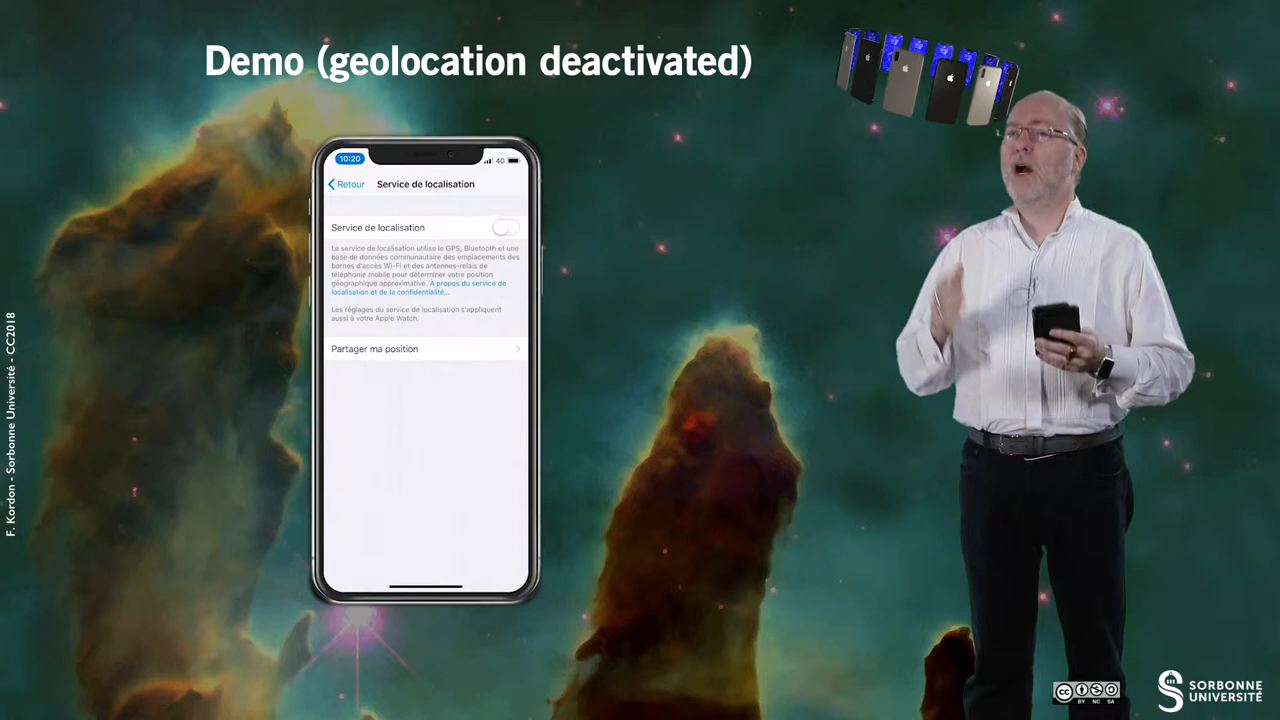 Demo (geolocation deactivated)
10:20
4G
Retour
Service de localisation
Service de localisation
Le service de localisation utilise le GPS, Bluetooth et une
base de données communautaire des emplacements des
bornes d'accès Wi-Fi et des antennes-relais de
téléphonie mobile pour déterminer votre position
géographique approximative. À propos du service de
localisation et de la confidentialité...
Les réglages du service de localisation s'appliquent
aussi à votre Apple Watch.
Partager ma position
F. Kordon - Sorbonne Université - CC2018
CC
BY NC SA
SORBONNE
UNIVERSITÉ